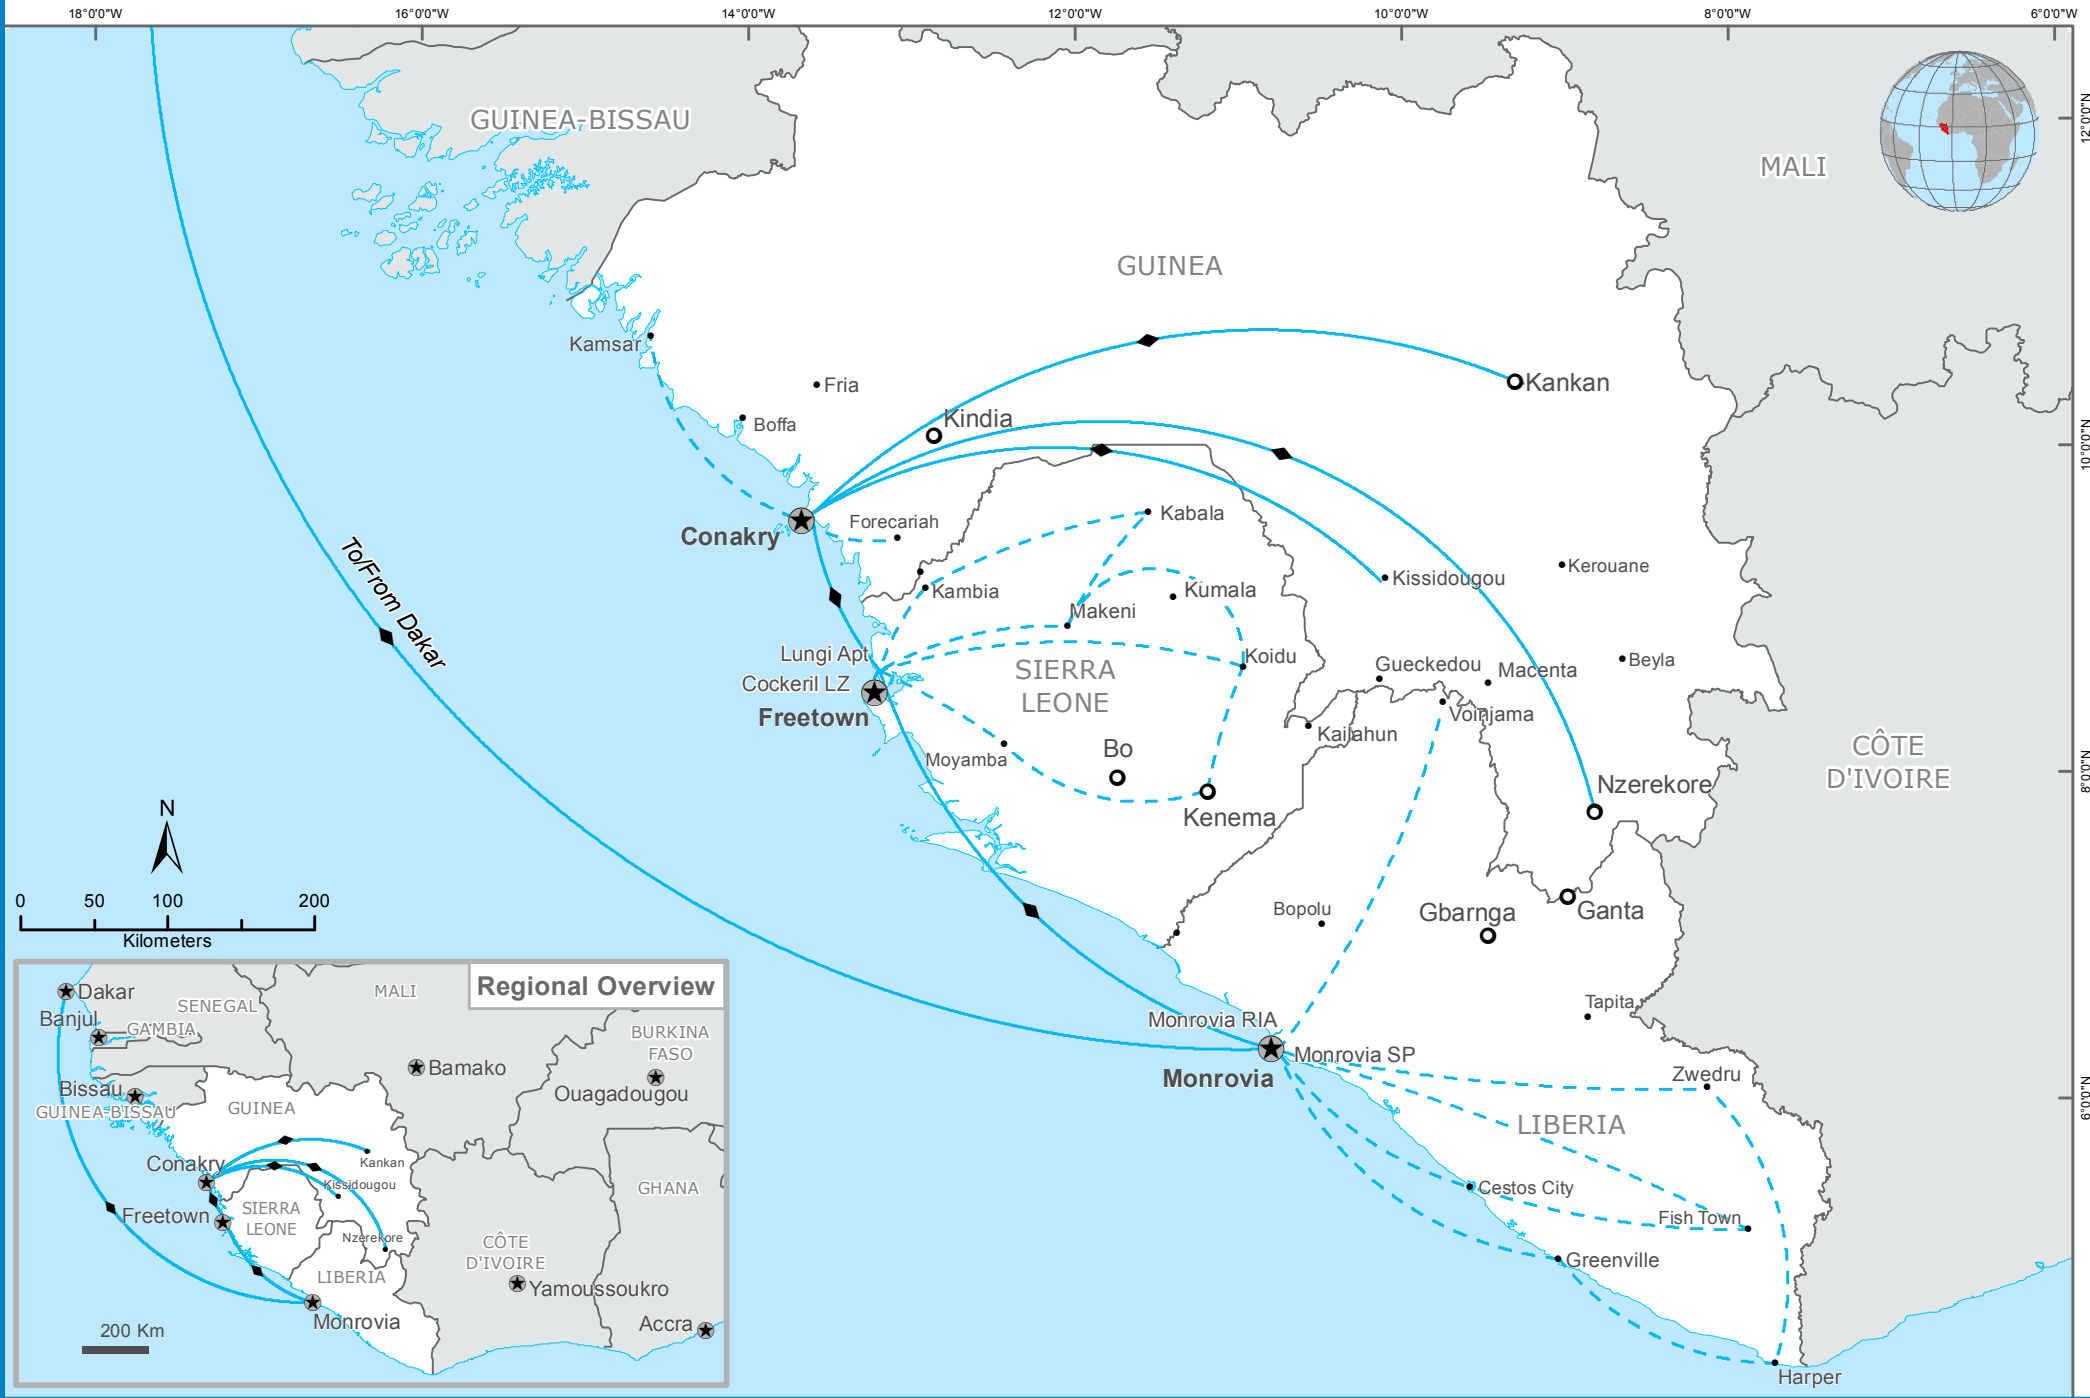 18°0'0"W
16°0'0"W
14°0'0"W
12°0'0"W
10°0'0"W
8°0'0"W
6°0'0"W
12°0'0"N
10°0'0"N
8°0'0"N
6°0'0"N
GUINEA-BISSAU
MALI
GUINEA
Kamsar
Fria
Boffa
Kindia
Kankan
Conakry
Forecariah
Kabala
Kambia
Kumala
Makeni
Kissidougou
Kerouane
To/From Dakar
Lungi Apt
Cockeril LZ
Freetown
SIERRA
LEONE
Koidu
Gueckedou
Macenta
Beyla
Voinjama
Kailahun
Moyamba
Bo
Kenema
Nzerekore
CÔTE
D'IVOIRE
N
0
50
100
200
Kilometers
Bopolu
Gbarnga
Ganta
Tapita
Monrovia RIA
Monrovia SP
Monrovia
Zwedru
LIBERIA
Cestos City
Fish Town
Greenville
Harper
Regional Overview
Dakar
SENEGAL
MALI
Banjul
GAMBIA
BURKINA
FASO
Bamako
Ouagadougou
Bissau
GUINEA-BISSAU
GUINEA
Conakry
Kankan
Kissidougou
GHANA
Freetown
SIERRA
LEONE
Nzerekore
CÔTE
D'IVOIRE
LIBERIA
Yamoussoukro
Monrovia
Accra
200 Km